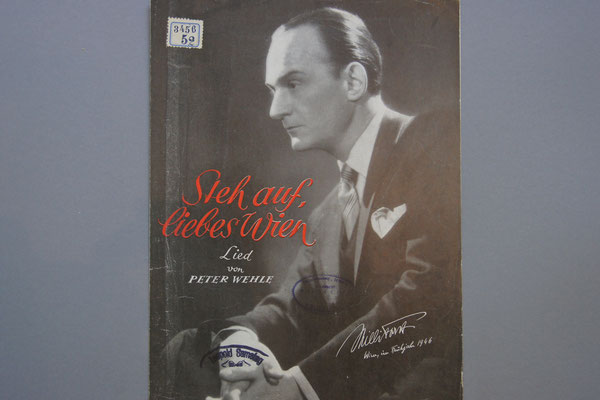 3456
5a
Steh auf,
liebes Wien
Lied
von
PETER WEHLE
Willi Forst
Wien, im Frühjahr 1946